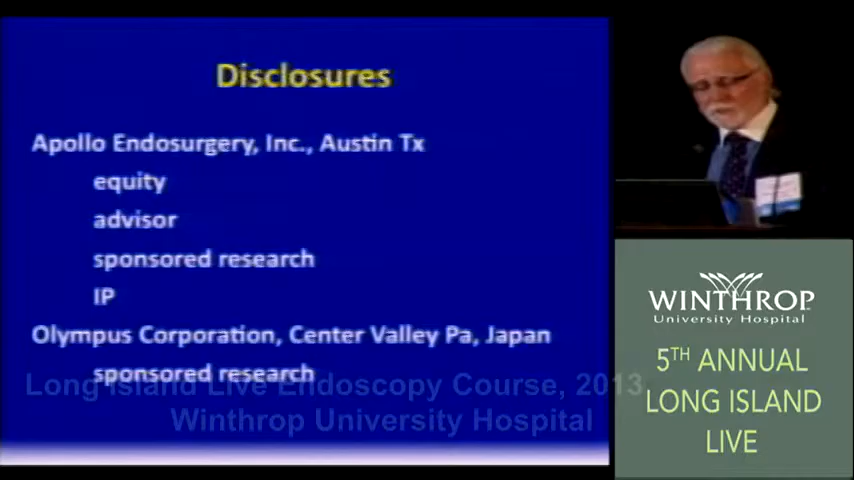 Disclosures
Apollo Endosurgery, Inc., Austin Tx
equity
advisor
sponsored research
IP
Olympus Corporation, Center Valley Pa, Japan
sponsored research
Long Island Live Endoscopy Course, 2013.
Winthrop University Hospital
WINTHROP
University Hospital
5TH ANNUAL
LONG ISLAND
LIVE